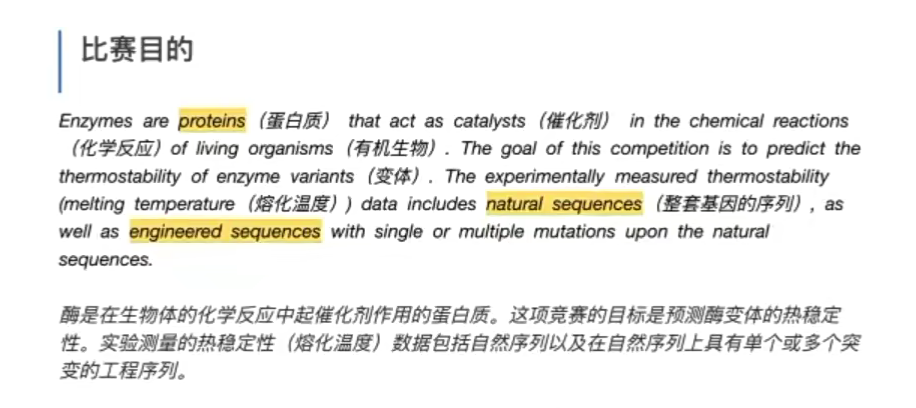 比赛目的
Enzymes are proteins（蛋白质） that act as catalysts（催化剂） in the chemical reactions
（化学反应）of living organisms（有机生物）. The goal of this competition is to predict the
thermostability of enzyme variants（变体）. The experimentally measured thermostability
(melting temperature（熔化温度）) data includes natural sequences（整套基因的序列）, as
well as engineered sequences with single or multiple mutations upon the natural
sequences.
酶是在生物体的化学反应中起催化剂作用的蛋白质。这项竞赛的目标是预测酶变体的热稳定
性。实验测量的热稳定性（熔化温度）数据包括自然序列以及在自然序列上具有单个或多个突
变的工程序列。